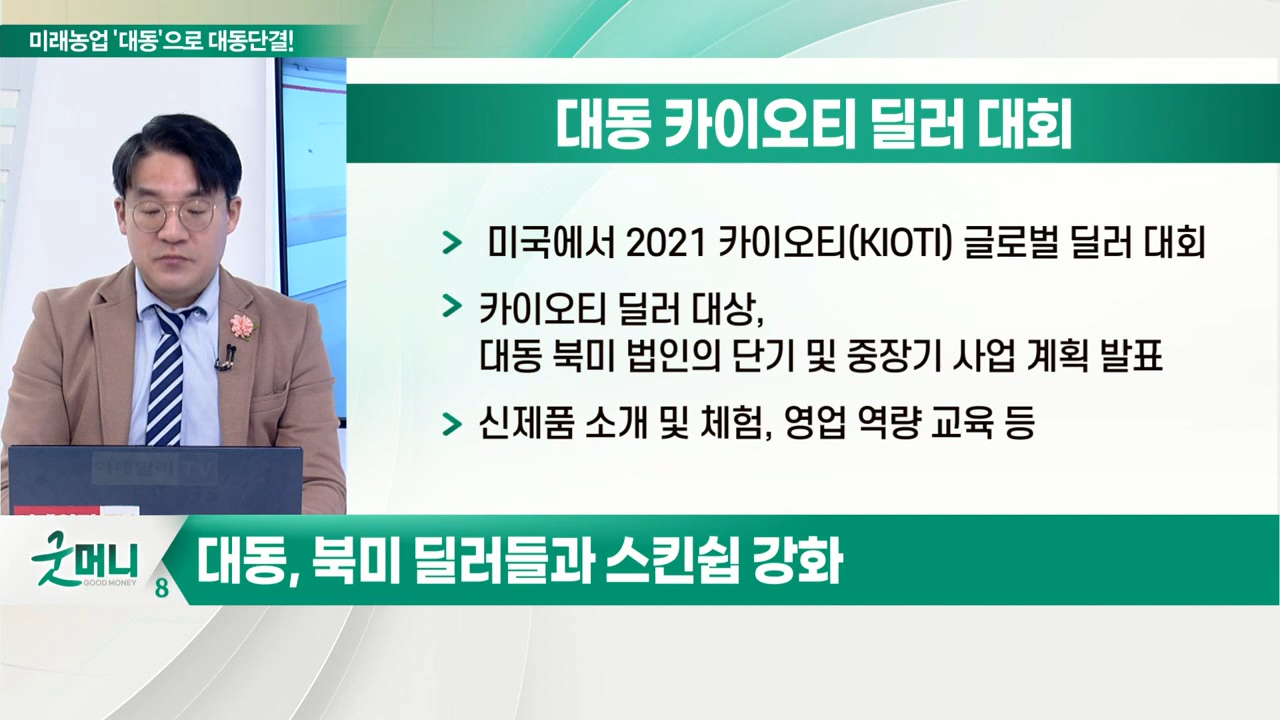 미래농업 '대동'으로 대동단결!
대동 카이오티 딜러 대회
> 미국에서 2021 카이오티(KIOTI) 글로벌 딜러 대회
> 카이오티 딜러 대상,
대동 북미 법인의 단기 및 중장기 사업 계획 발표
> 신제품 소개 및 체험, 영업 역량 교육 등
굿머니
GOOD MONEY
8
대동, 북미 딜러들과 스킨쉽 강화